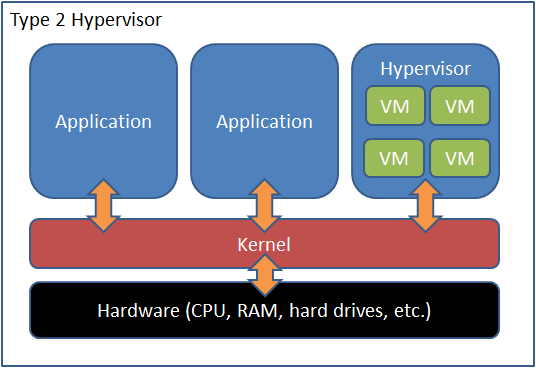 Type 2 Hypervisor
Application
Application
Hypervisor
VM VM
VM VM
Kernel
Hardware (CPU, RAM, hard drives, etc.)